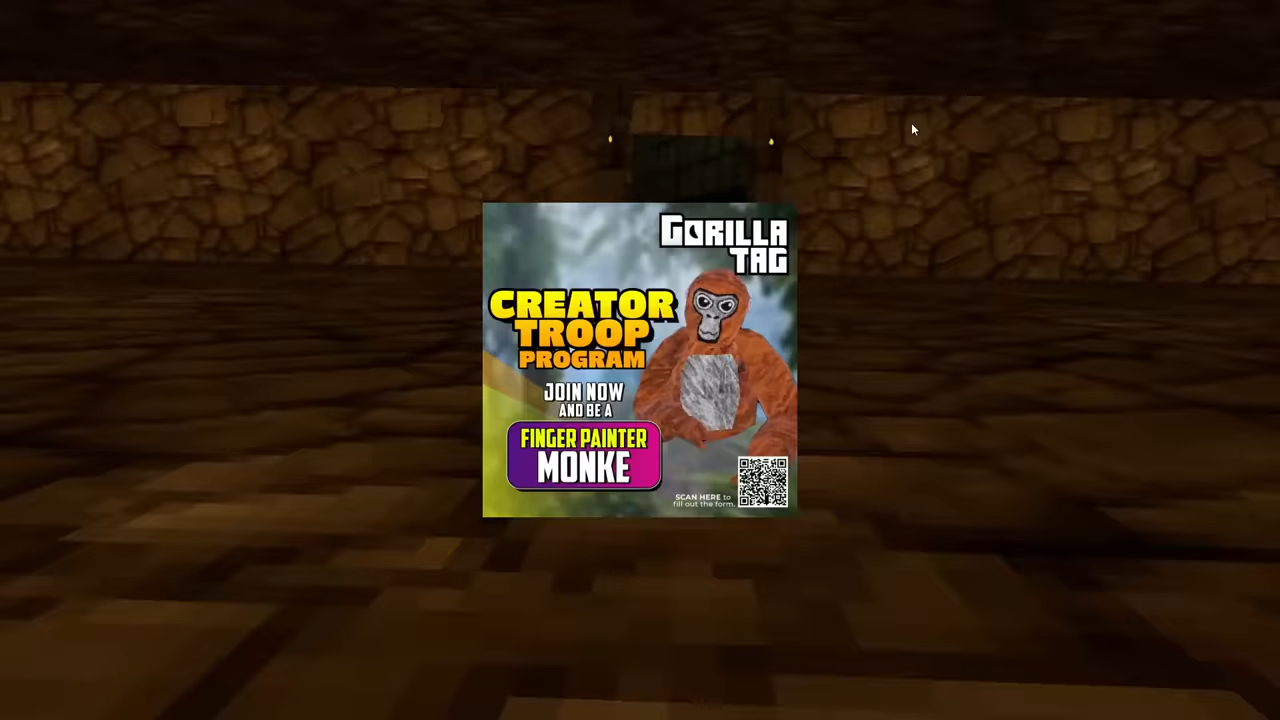 GORILLA
TAG
CREATOR
TROOP
PROGRAM
JOIN NOW
AND BE A
FINGER PAINTER
MONKE
SCAN HERE to
fill out the form.